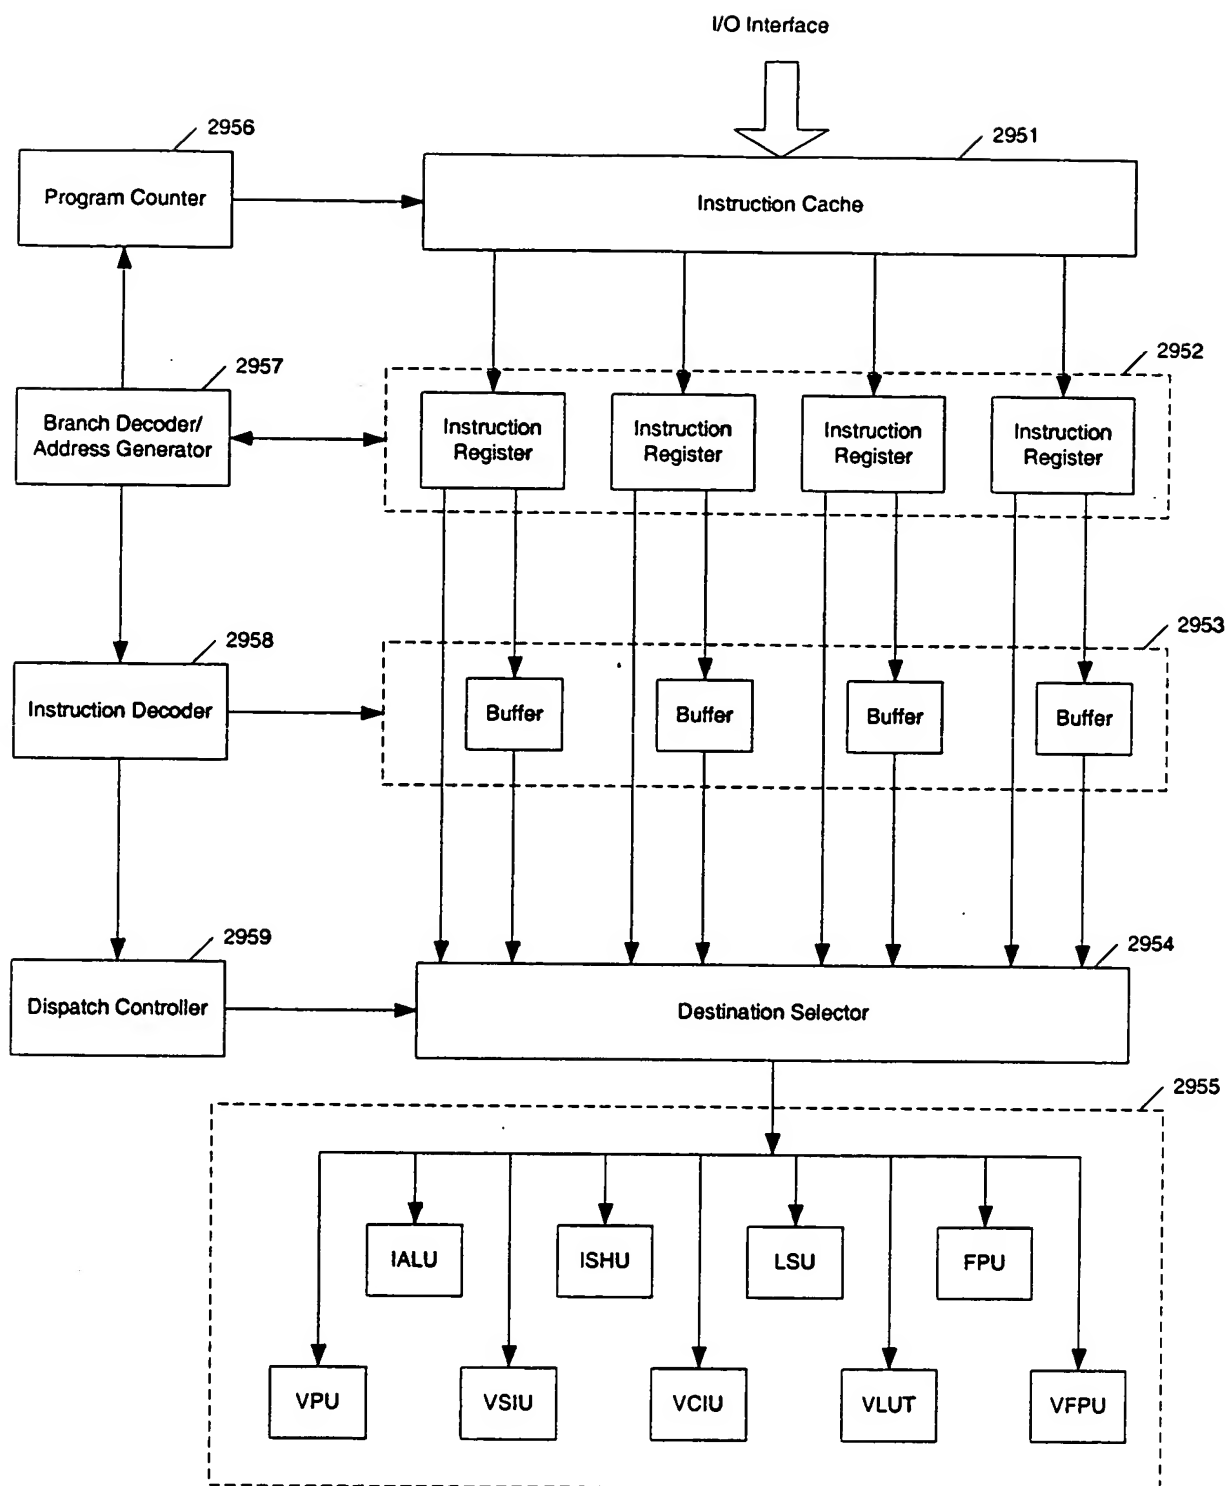 I/O Interface
2956
2951
Program Counter
Instruction Cache
2957
2952
Branch Decoder/
Address Generator
Instruction
Register
Instruction
Register
Instruction
Register
Instruction
Register
2958
2953
Instruction Decoder
Buffer
Buffer
Buffer
Buffer
2959
2954
Dispatch Controller
Destination Selector
2955
IALU
ISHU
LSU
FPU
VPU
VSIU
VCIU
VLUT
VFPU